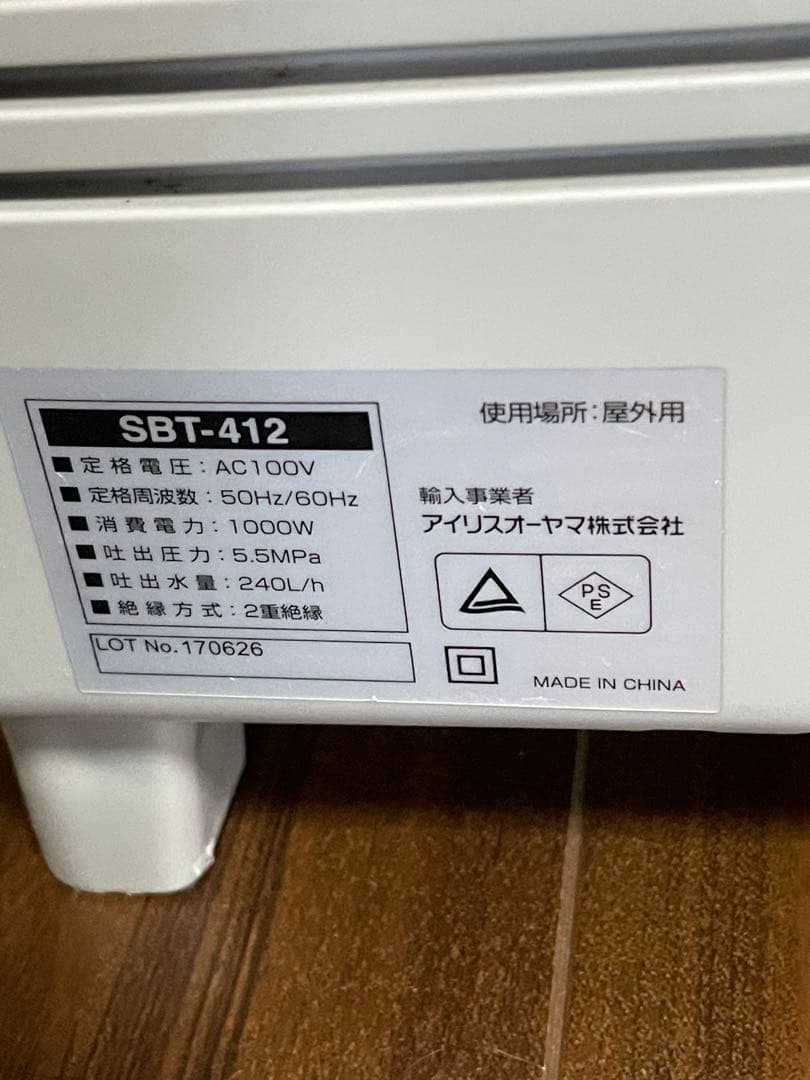 SBT-412
■定格電圧：AC100V
■定格周波数：50Hz/60Hz
■消費電力：1000W
■吐出圧力：5.5MPa
■吐出水量：240L/h
■絶縁方式：2重絶縁
LOT No.170626
使用場所：屋外用
輸入事業者
アイリスオーヤマ株式会社
PS
E
MADE IN CHINA